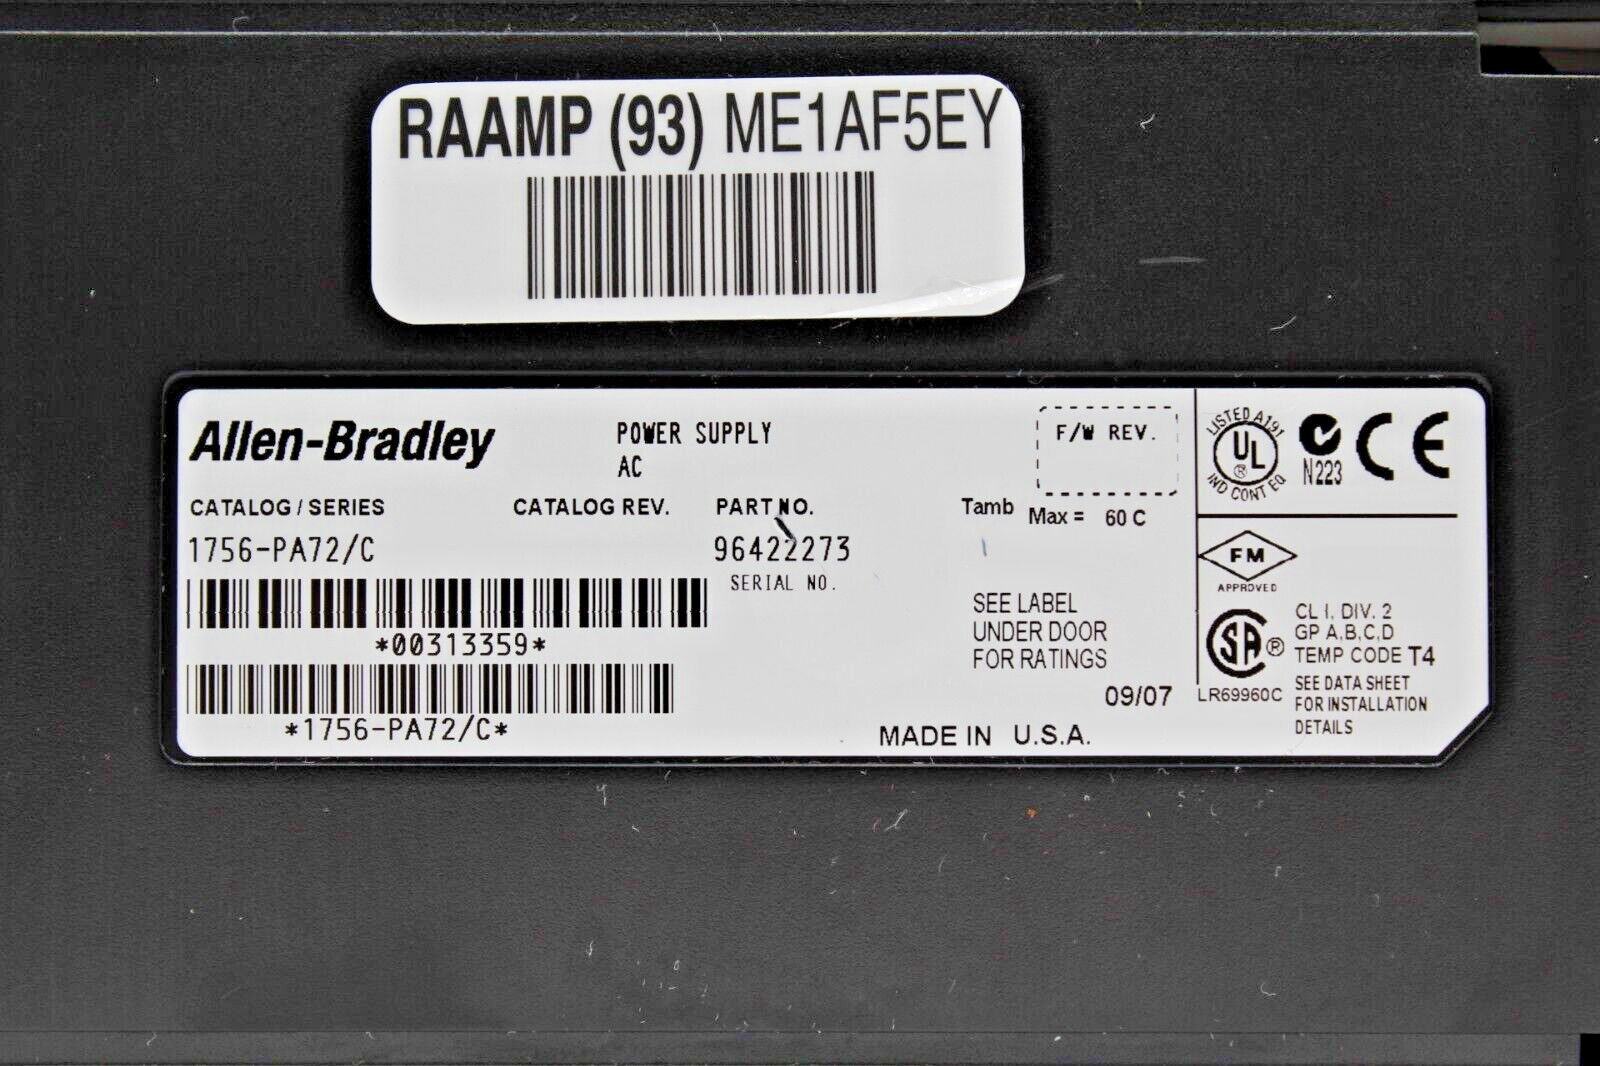 RAAMP (93) ME1AF5EY
Allen-Bradley
POWER SUPPLY
AC
F/W REV.
CATALOG / SERIES
CATALOG REV.
PART NO.
Tamb Max = 60 C
1756-PA72/C
96422273
SERIAL NO.
*00313359*
*1756-PA72/C*
SEE LABEL
UNDER DOOR
FOR RATINGS
09/07
MADE IN U.S.A.
LISTED A191
UL
®
IND CONT EQ
N223
CE
FM
APPROVED
SA ®
LR69960C
CL I, DIV. 2
GP A,B,C,D
TEMP CODE T4
SEE DATA SHEET
FOR INSTALLATION
DETAILS